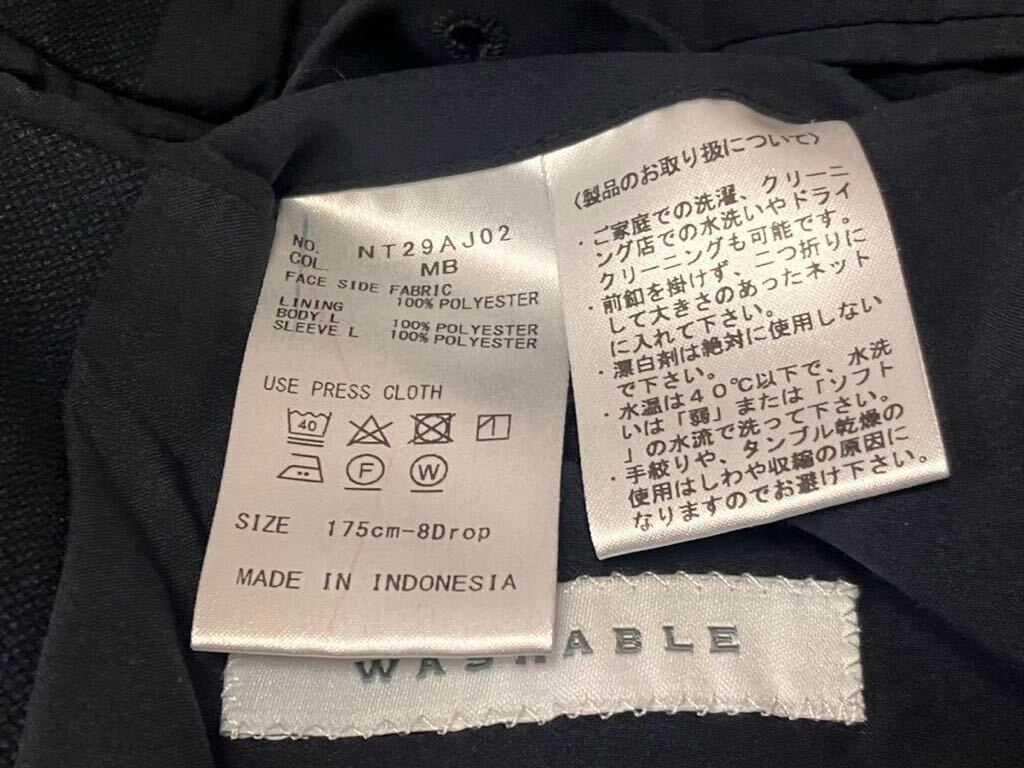 NO. NT29AJ02
COL. MB
FACE SIDE FABRIC
100% POLYESTER
LINING
BODY.L 100% POLYESTER
SLEEVE.L 100% POLYESTER
USE PRESS CLOTH
40
F W
SIZE 175cm-8Drop
MADE IN INDONESIA
〈製品のお取り扱について〉
・ご家庭での洗濯、クリーニ
ング店での水洗いやドライ
クリーニングも可能です。
・前釦を掛けず、二つ折りに
して大きさのあったネット
に入れて下さい。
・漂白剤は絶対に使用しない
で下さい。
・水温は40℃以下で、水洗
いは「弱」または「ソフト
」の水流で洗って下さい。
・手絞りや、タンブル乾燥の
使用はしわや収縮の原因に
なりますのでお避け下さい。
WASHABLE